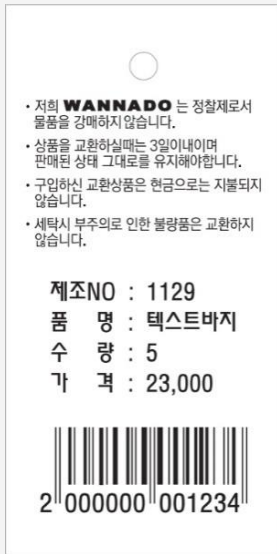 · 저희 WANNADO 는 정찰제로서
물품을 강매하지 않습니다.
· 상품을 교환하실때는 3일이내이며
판매된 상태 그대로를 유지해야합니다.
· 구입하신 교환상품은 현금으로는 지불되지
않습니다.
· 세탁시 부주의로 인한 불량품은 교환하지
않습니다.
제조NO : 1129
품 명 : 텍스트바지
수 량 : 5
가 격 : 23,000
2 000000 001234